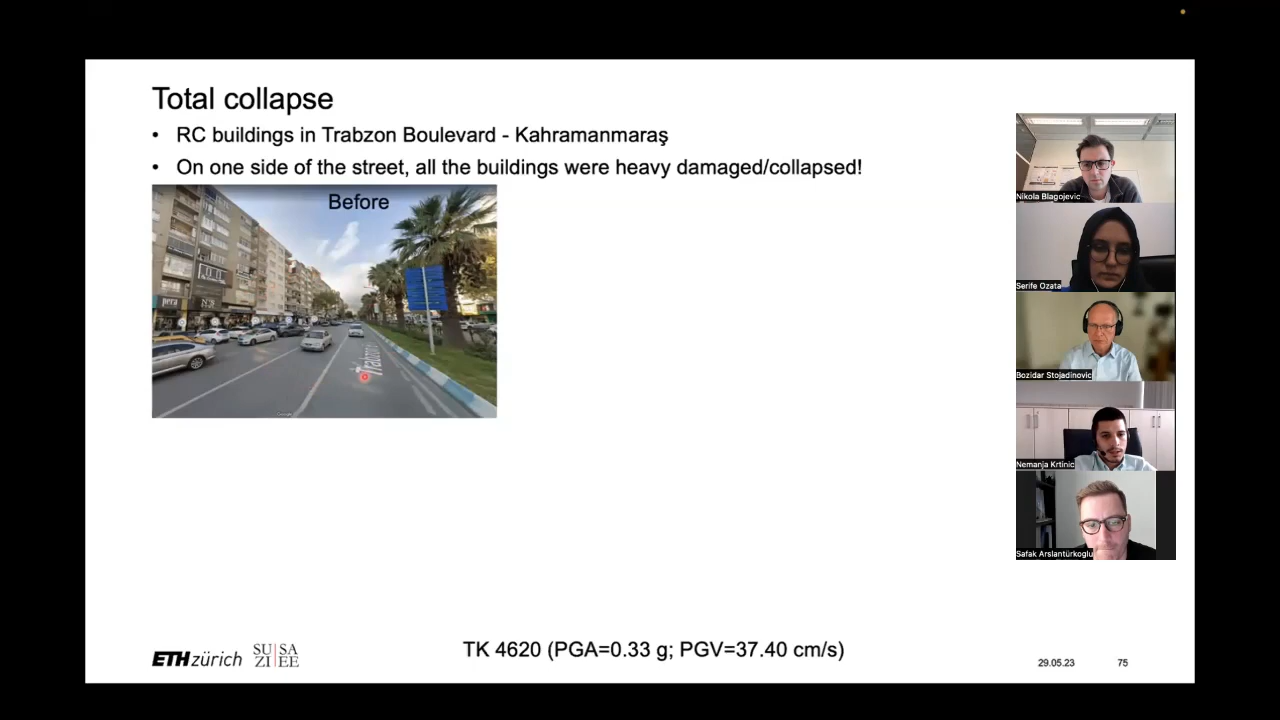 Total collapse
• RC buildings in Trabzon Boulevard - Kahramanmaraş
• On one side of the street, all the buildings were heavy damaged/collapsed!
Before
Nikola Blagojevic
Serife Ozata
Bozidar Stojadinovic
Nemanja Krtinic
Safak Arslantürkoglu
ETH zürich
SU|SA
ZI|EE
TK 4620 (PGA=0.33 g; PGV=37.40 cm/s)
29.05.23
75